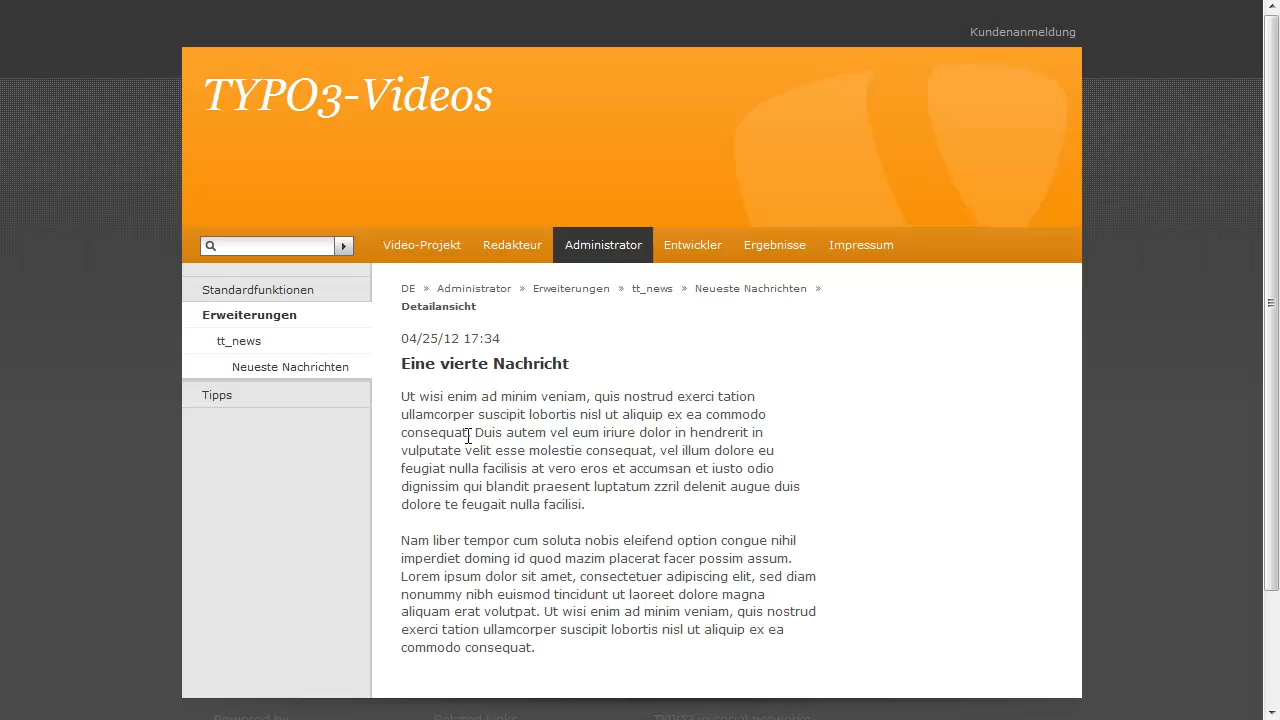 Kundenanmeldung
TYPO3-Videos
Video-Projekt Redakteur Administrator Entwickler Ergebnisse Impressum
Standardfunktionen
Erweiterungen
tt_news
Neueste Nachrichten
Tipps
DE » Administrator » Erweiterungen » tt_news » Neueste Nachrichten »
Detailansicht
04/25/12 17:34
Eine vierte Nachricht
Ut wisi enim ad minim veniam, quis nostrud exerci tation
ullamcorper suscipit lobortis nisl ut aliquip ex ea commodo
consequat. Duis autem vel eum iriure dolor in hendrerit in
vulputate velit esse molestie consequat, vel illum dolore eu
feugiat nulla facilisis at vero eros et accumsan et iusto odio
dignissim qui blandit praesent luptatum zzril delenit augue duis
dolore te feugait nulla facilisi.
Nam liber tempor cum soluta nobis eleifend option congue nihil
imperdiet doming id quod mazim placerat facer possim assum.
Lorem ipsum dolor sit amet, consectetuer adipiscing elit, sed diam
nonummy nibh euismod tincidunt ut laoreet dolore magna
aliquam erat volutpat. Ut wisi enim ad minim veniam, quis nostrud
exerci tation ullamcorper suscipit lobortis nisl ut aliquip ex ea
commodo consequat.
Powered by Related Links TYPO3 in social networks